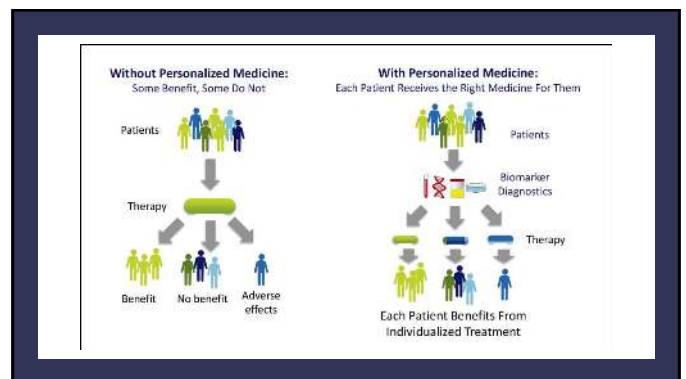 Without Personalized Medicine:
Some Benefit, Some Do Not
Patients
Therapy
Benefit
No benefit
Adverse
effects
With Personalized Medicine:
Each Patient Receives the Right Medicine For Them
Patients
Biomarker
Diagnostics
Therapy
Each Patient Benefits From
Individualized Treatment